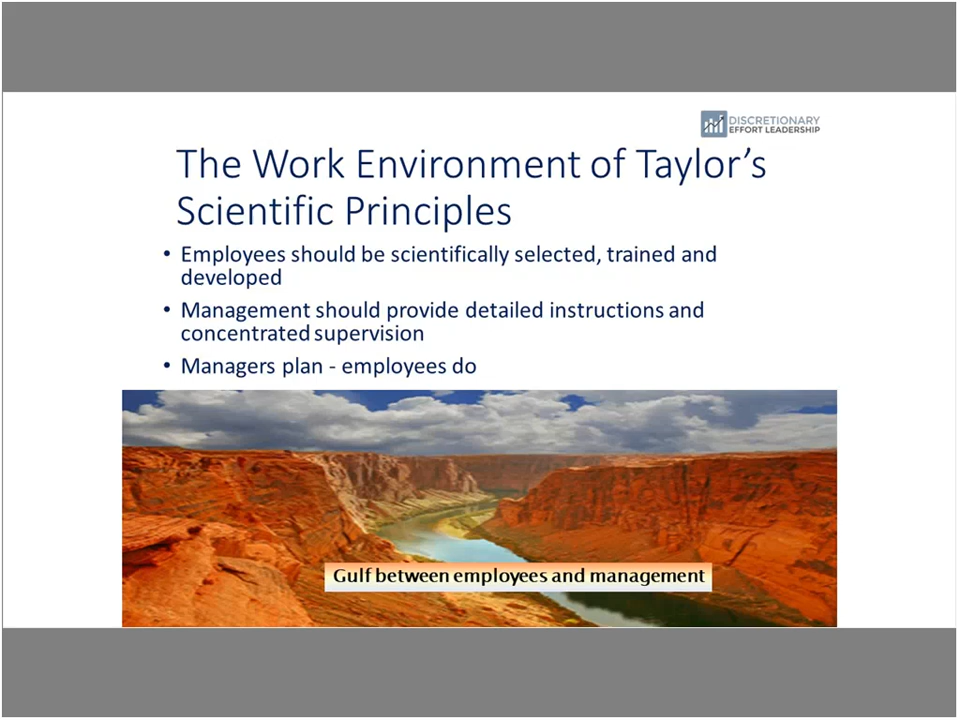 DISCRETIONARY
EFFORT LEADERSHIP
The Work Environment of Taylor’s
Scientific Principles
• Employees should be scientifically selected, trained and
developed
• Management should provide detailed instructions and
concentrated supervision
• Managers plan - employees do
Gulf between employees and management